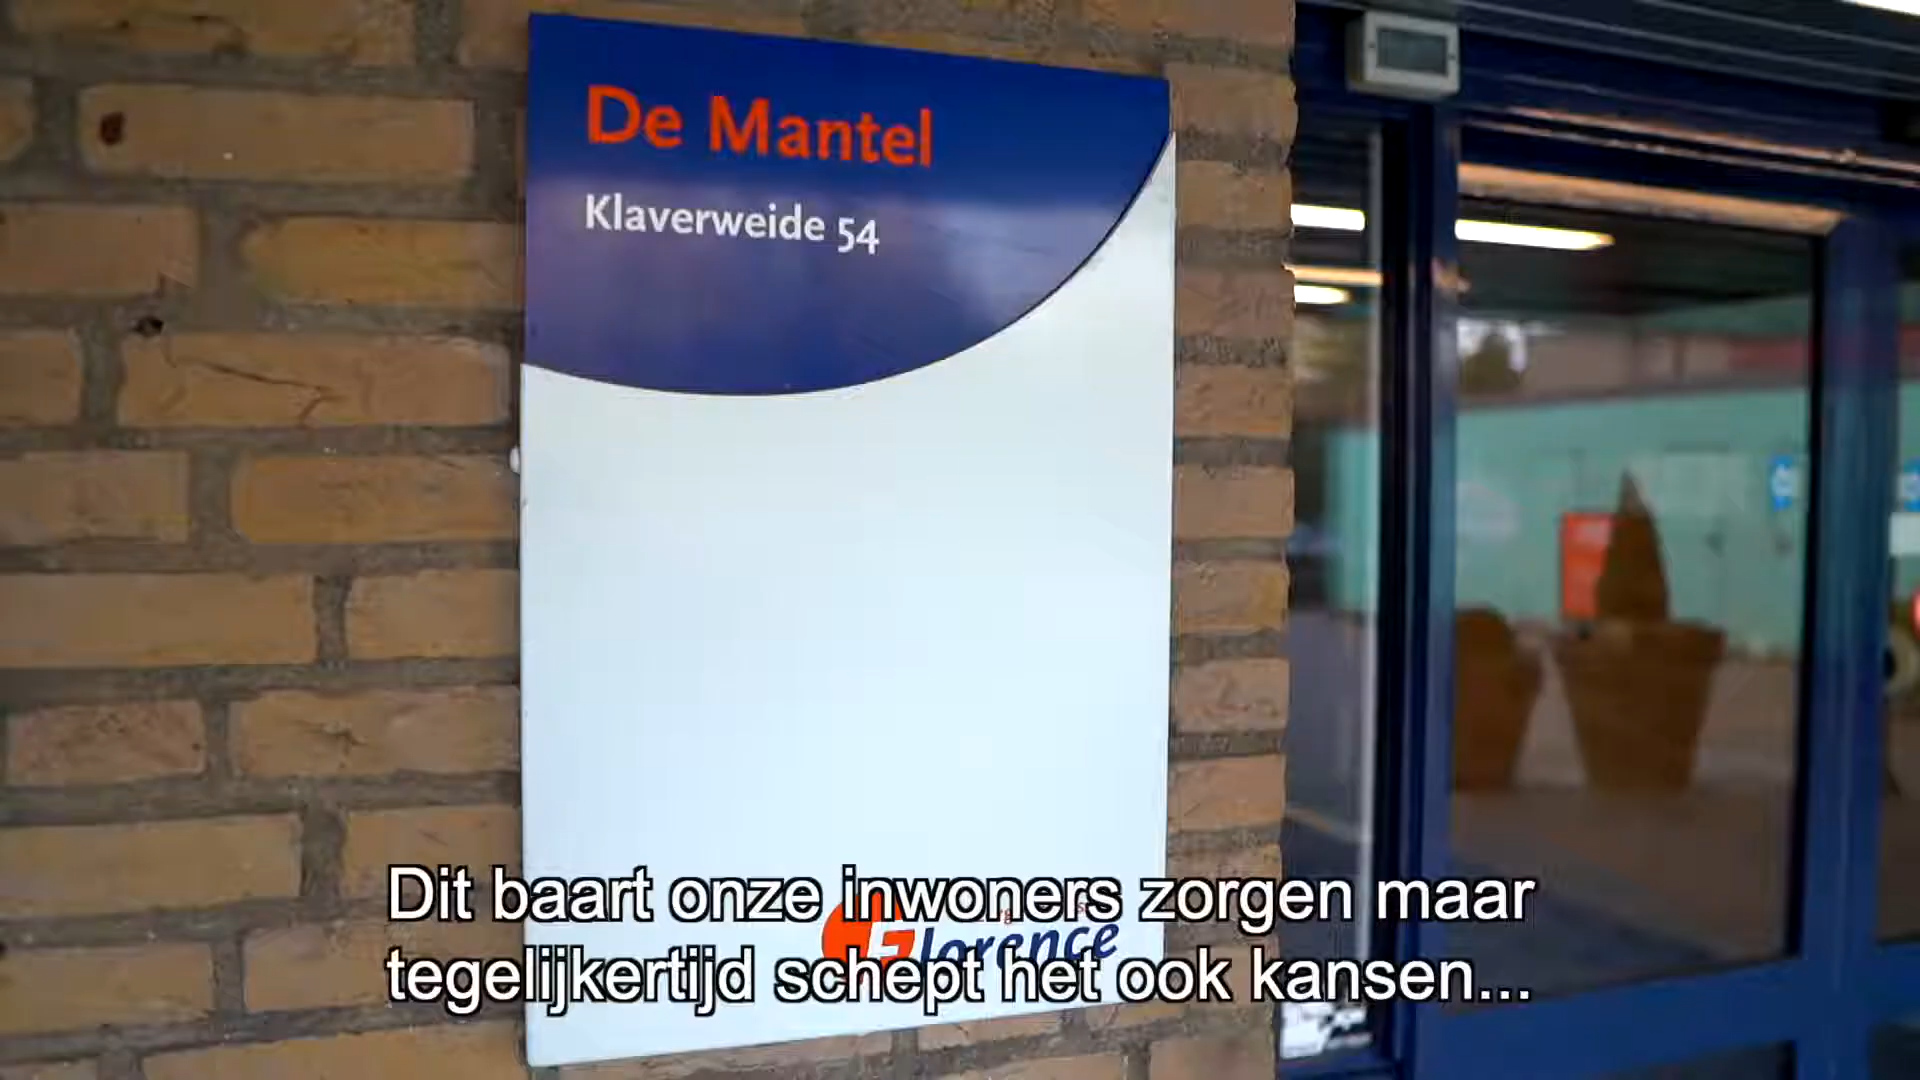 De Mantel
Klaverweide 54
Florence
Dit baart onze inwoners zorgen maar
tegelijkertijd schept het ook kansen...